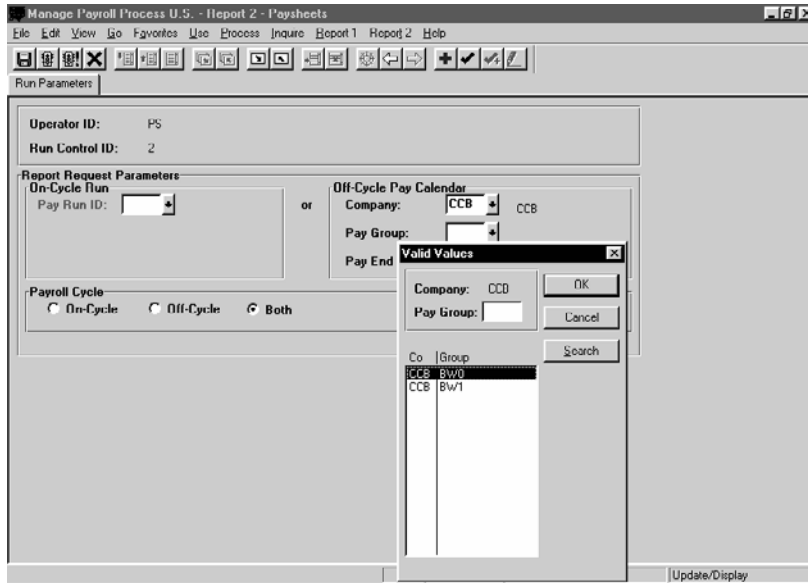 Manage Payroll Process U.S. - Report 2 - Paysheets
File Edit View Go Favorites Use Process Inquire Report 1 Report 2 Help
Run Parameters
Operator ID: PS
Run Control ID: 2
Report Request Parameters
On-Cycle Run
Pay Run ID:
or
Off-Cycle Pay Calendar
Company: CCB CCB
Pay Group:
Pay End
Payroll Cycle
On-Cycle Off-Cycle Both
Valid Values
Company: CCB
Pay Group:
OK
Cancel
Search
Co Group
CCB BW0
CCB BW1
Update/Display